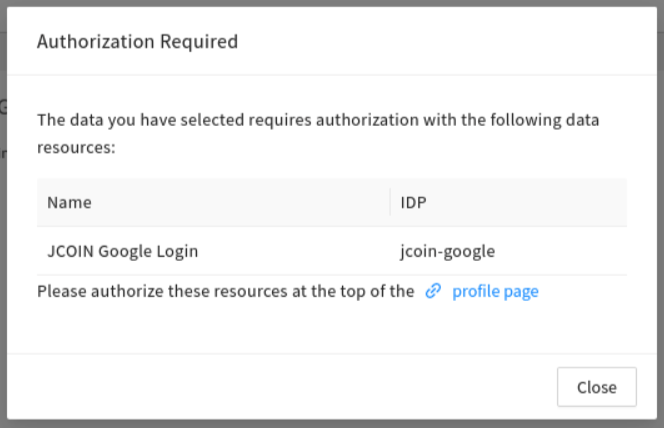 Authorization Required
The data you have selected requires authorization with the following data
resources:
Name IDP
JCOIN Google Login jcoin-google
Please authorize these resources at the top of the profile page
Close